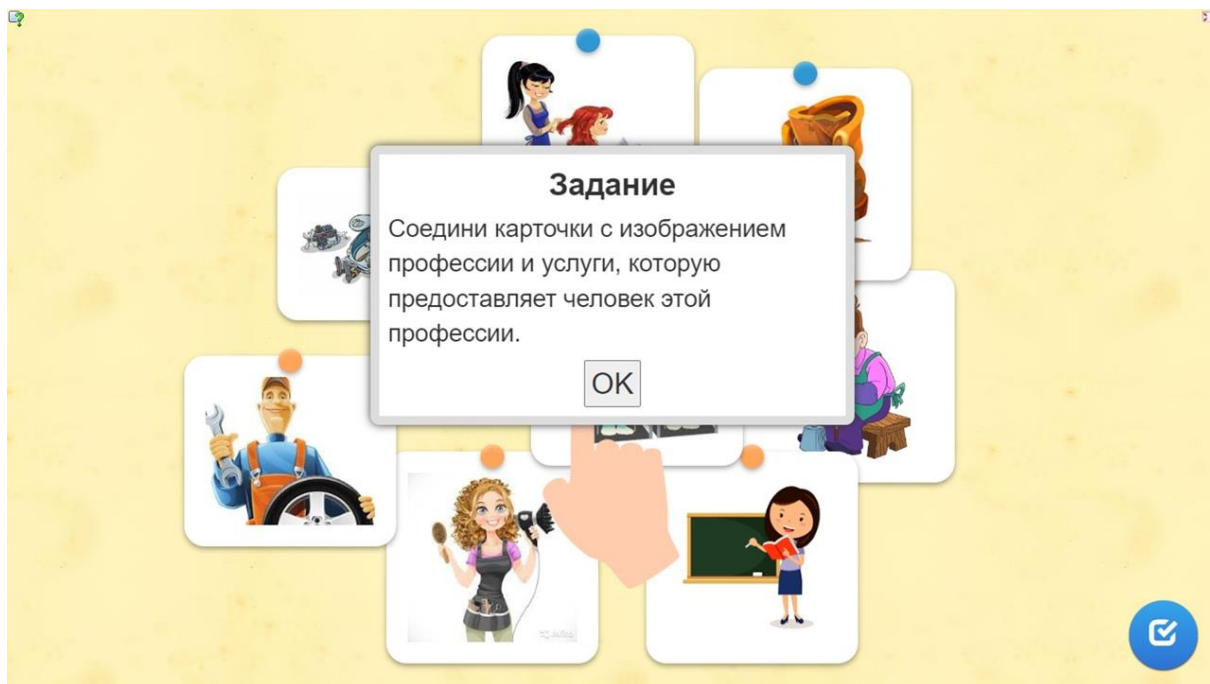 Задание
Соедини карточки с изображением
профессии и услуги, которую
предоставляет человек этой
профессии.
OK